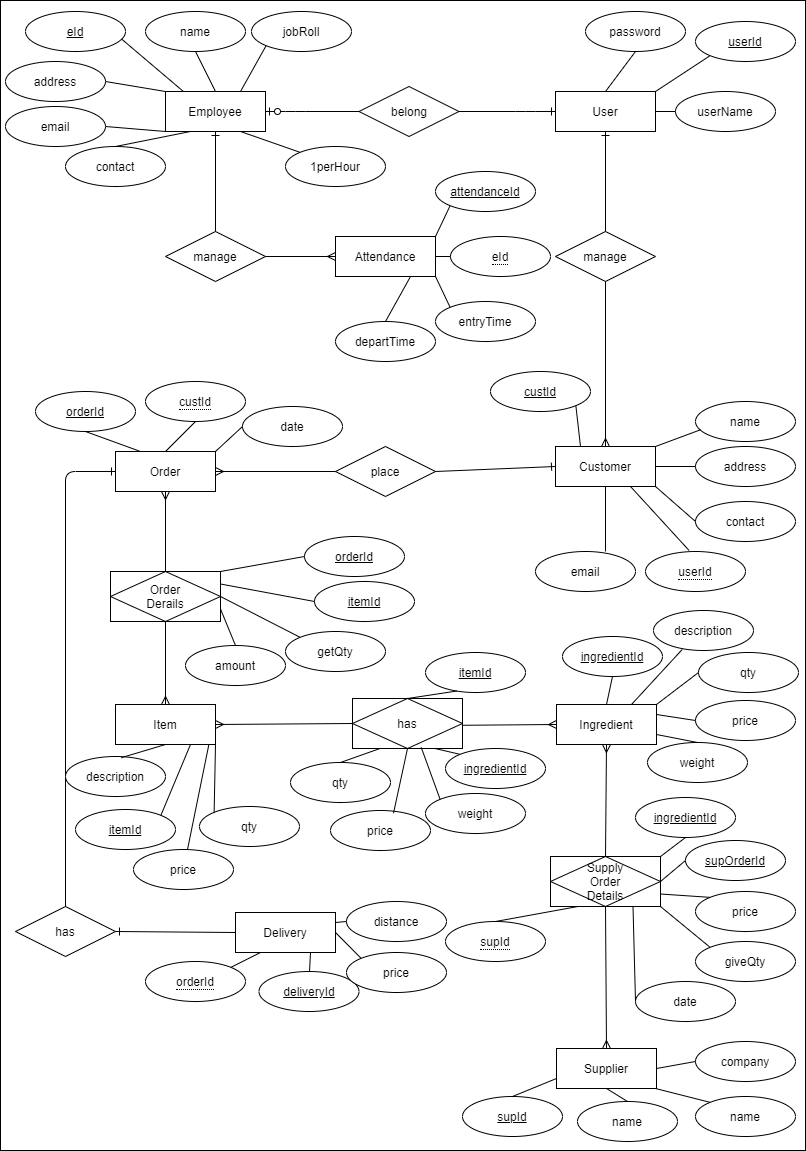 eId
name
jobRoll
password
userId
address
email
Employee
belong
User
userName
contact
1perHour
attendanceId
manage
Attendance
eId
manage
departTime
entryTime
orderId
custId
date
custId
name
Order
place
Customer
address
contact
email
userId
Order
Derails
orderId
itemId
getQty
amount
description
ingredientId
itemId
qty
Item
has
Ingredient
price
weight
description
qty
ingredientId
itemId
qty
price
weight
price
ingredientId
Supply
Order
Details
supOrderId
price
giveQty
supId
date
has
Delivery
distance
price
orderId
deliveryId
Supplier
company
name
supId
name